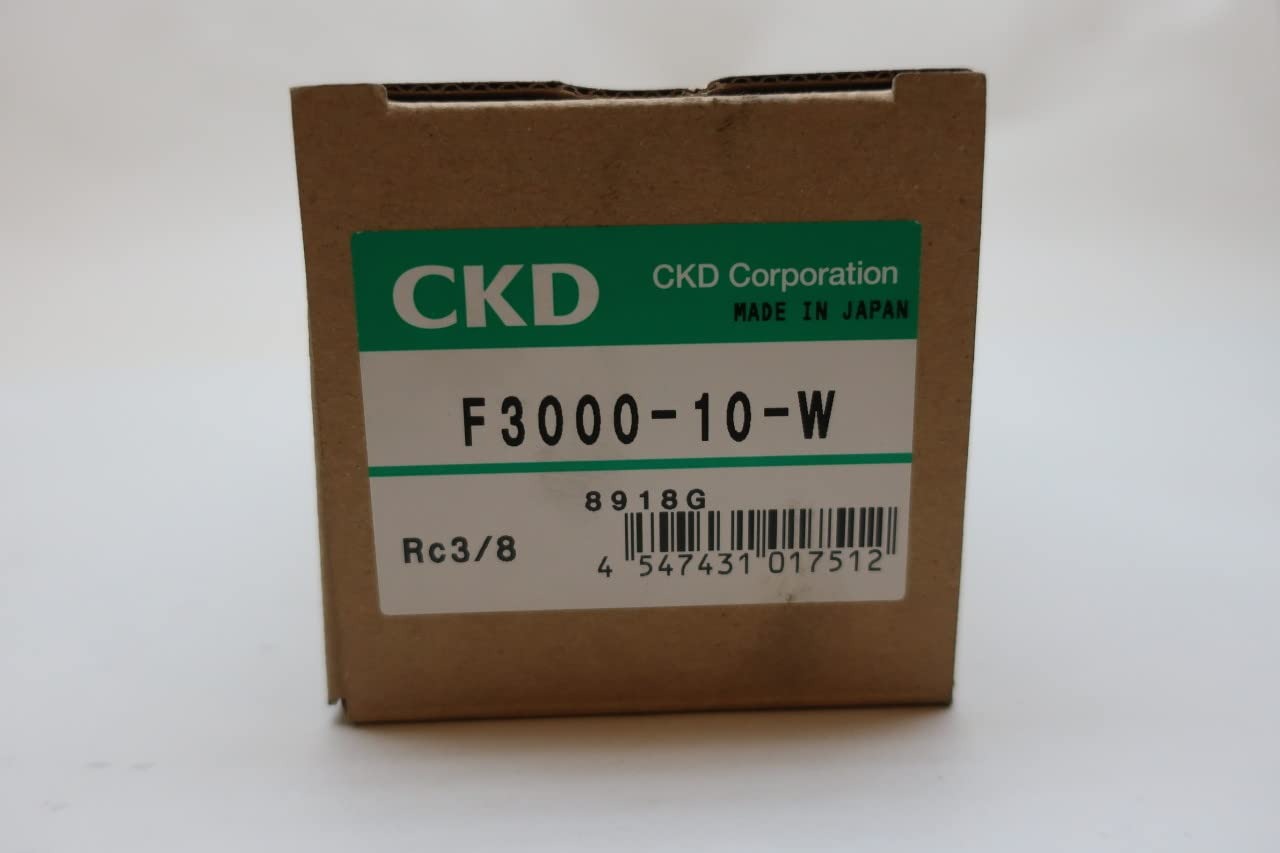 CKD
CKD Corporation
MADE IN JAPAN
F3000-10-W
8918G
Rc3/8
4 547431 017512